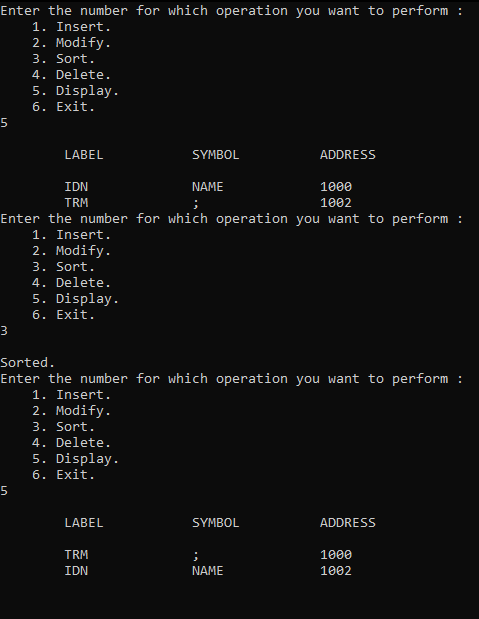 Enter the number for which operation you want to perform :
1. Insert.
2. Modify.
3. Sort.
4. Delete.
5. Display.
6. Exit.
5
LABEL SYMBOL ADDRESS
IDN NAME 1000
TRM ; 1002
Enter the number for which operation you want to perform :
1. Insert.
2. Modify.
3. Sort.
4. Delete.
5. Display.
6. Exit.
3
Sorted.
Enter the number for which operation you want to perform :
1. Insert.
2. Modify.
3. Sort.
4. Delete.
5. Display.
6. Exit.
5
LABEL SYMBOL ADDRESS
TRM ; 1000
IDN NAME 1002